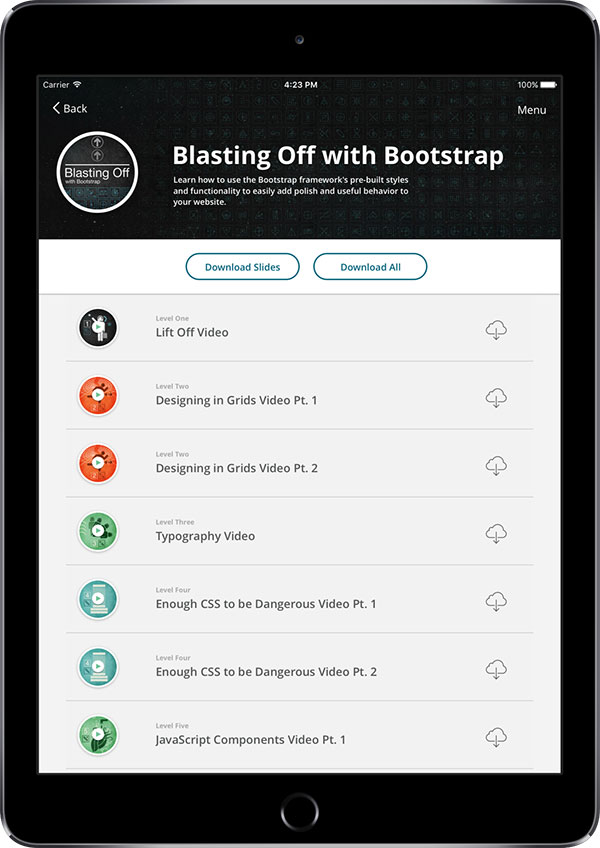 Carrier 4:23 PM 100%
Back Menu
Blasting Off
with Bootstrap
Blasting Off with Bootstrap
Learn how to use the Bootstrap framework's pre-built styles
and functionality to easily add polish and useful behavior to
your website.
Download Slides Download All
Level One
Lift Off Video
Level Two
Designing in Grids Video Pt. 1
Level Two
Designing in Grids Video Pt. 2
Level Three
Typography Video
Level Four
Enough CSS to be Dangerous Video Pt. 1
Level Four
Enough CSS to be Dangerous Video Pt. 2
Level Five
JavaScript Components Video Pt. 1